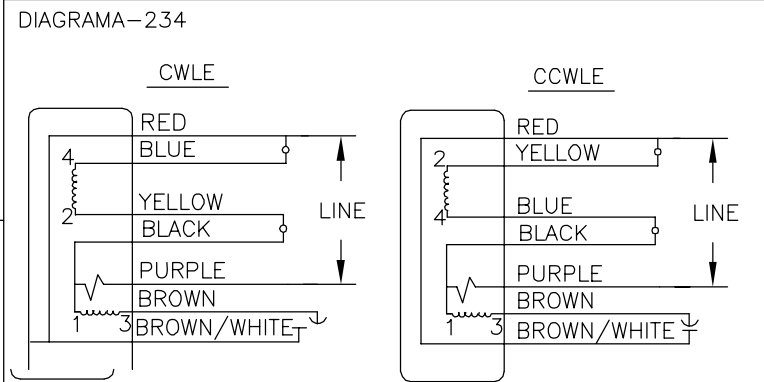 DIAGRAMA-234
CWLE
RED
4
BLUE
YELLOW
2
BLACK
LINE
PURPLE
BROWN
1
3
BROWN/WHITE
CCWLE
RED
2
YELLOW
BLUE
4
BLACK
LINE
PURPLE
BROWN
1
3
BROWN/WHITE